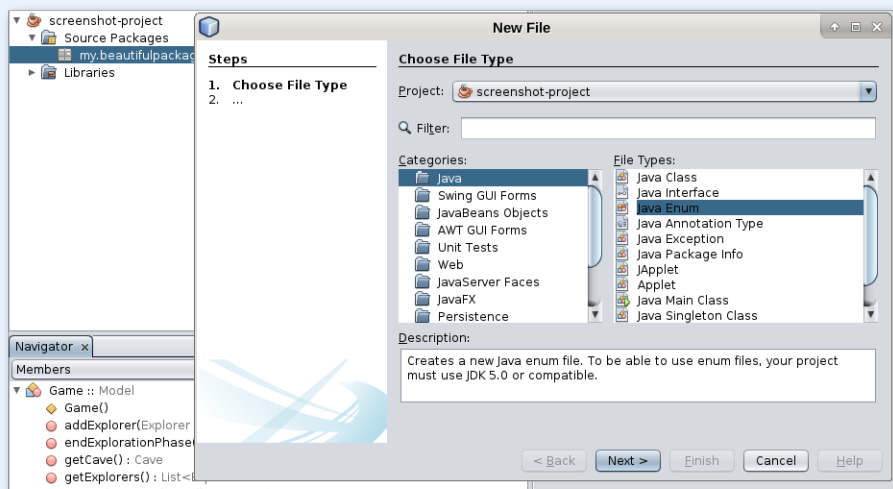 screenshot-project
Source Packages
my.beautifulpackag
Libraries
New File
Steps
1. Choose File Type
2. ...
Choose File Type
Project: screenshot-project
Filter:
Categories:
Java
Swing GUI Forms
JavaBeans Objects
AWT GUI Forms
Unit Tests
Web
JavaServer Faces
JavaFX
Persistence
File Types:
Java Class
Java Interface
Java Enum
Java Annotation Type
Java Exception
Java Package Info
JApplet
Applet
Java Main Class
Java Singleton Class
Description:
Creates a new Java enum file. To be able to use enum files, your project
must use JDK 5.0 or compatible.
< Back Next > Finish Cancel Help
Navigator x
Members
Game :: Model
Game()
addExplorer(Explorer
endExplorationPhase(
getCave() : Cave
getExplorers() : List<E